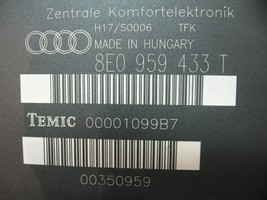 Zentrale Komfortelektronik
H17/S0006 TFK
MADE IN HUNGARY
8E0 959 433 T
TEMIC 00001099B7
00350959